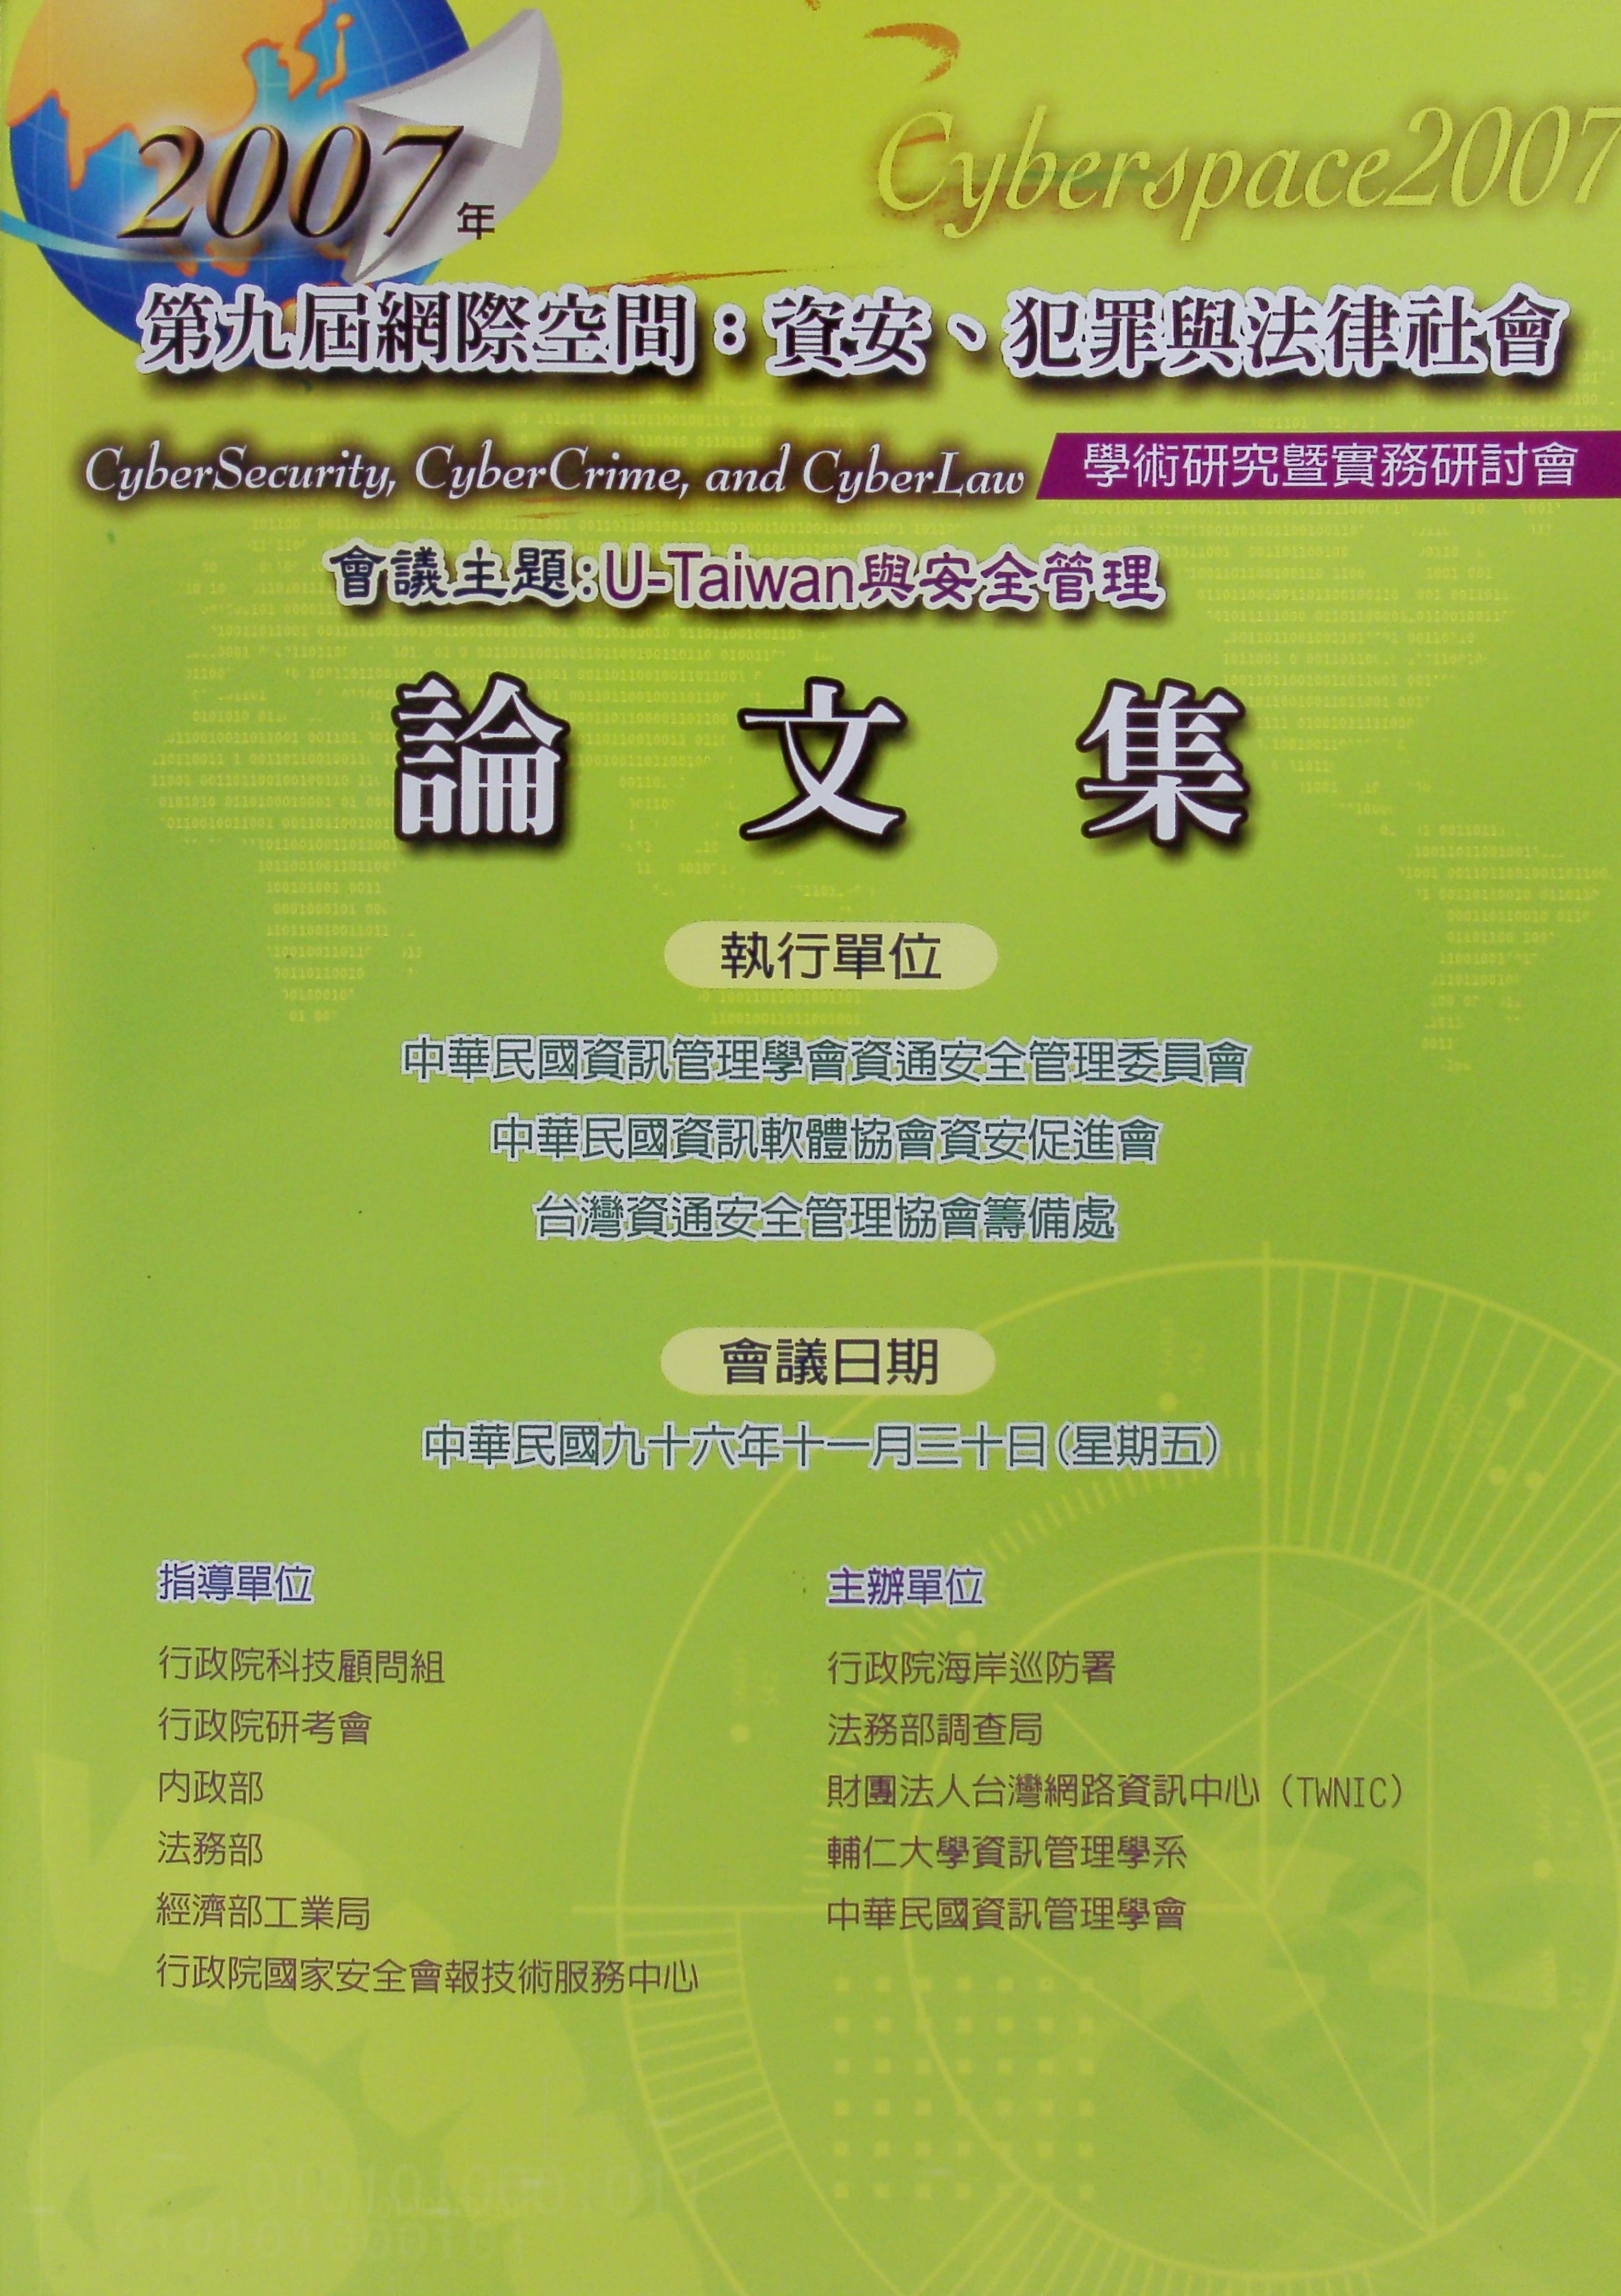 Cyberspace2007
2007年
第九屆網際空間：資安、犯罪與法律社會
CyberSecurity, CyberCrime, and CyberLaw 學術研究暨實務研討會
會議主題:U-Taiwan與安全管理
論文集
執行單位
中華民國資訊管理學會資通安全管理委員會
中華民國資訊軟體協會資安促進會
台灣資通安全管理協會籌備處
會議日期
中華民國九十六年十一月三十日(星期五)
指導單位
行政院科技顧問組
行政院研考會
內政部
法務部
經濟部工業局
行政院國家安全會報技術服務中心
主辦單位
行政院海岸巡防署
法務部調查局
財團法人台灣網路資訊中心（TWNIC）
輔仁大學資訊管理學系
中華民國資訊管理學會